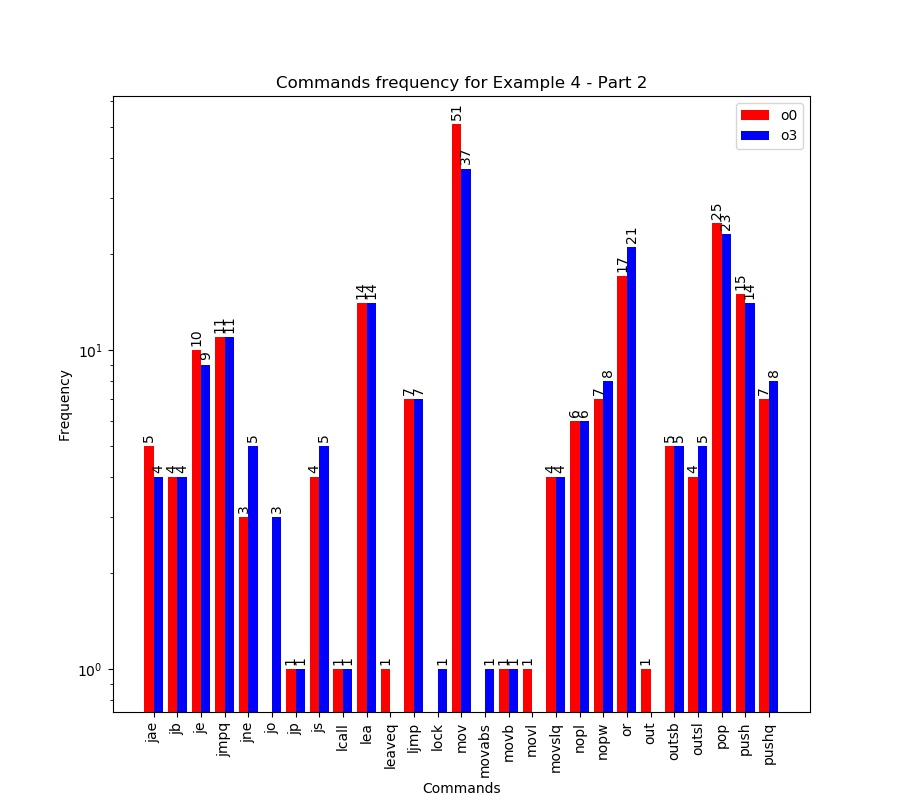 Commands frequency for Example 4 - Part 2
o0
o3
51
37
25
23
21
17
15
14
14
14
11
11
10
9
8
8
7
7
7
7
6
6
5
4
4
4
3
5
3
4
5
4
4
5
5
4
5
1
1
1
1
1
1
1
1
1
1
1
10¹
10⁰
Frequency
jae
jb
je
jmpq
jne
jo
jp
js
lcall
lea
leaveq
ljmp
lock
mov
movabs
movb
movl
movslq
nopl
nopw
or
out
outsb
outsl
pop
push
pushq
Commands